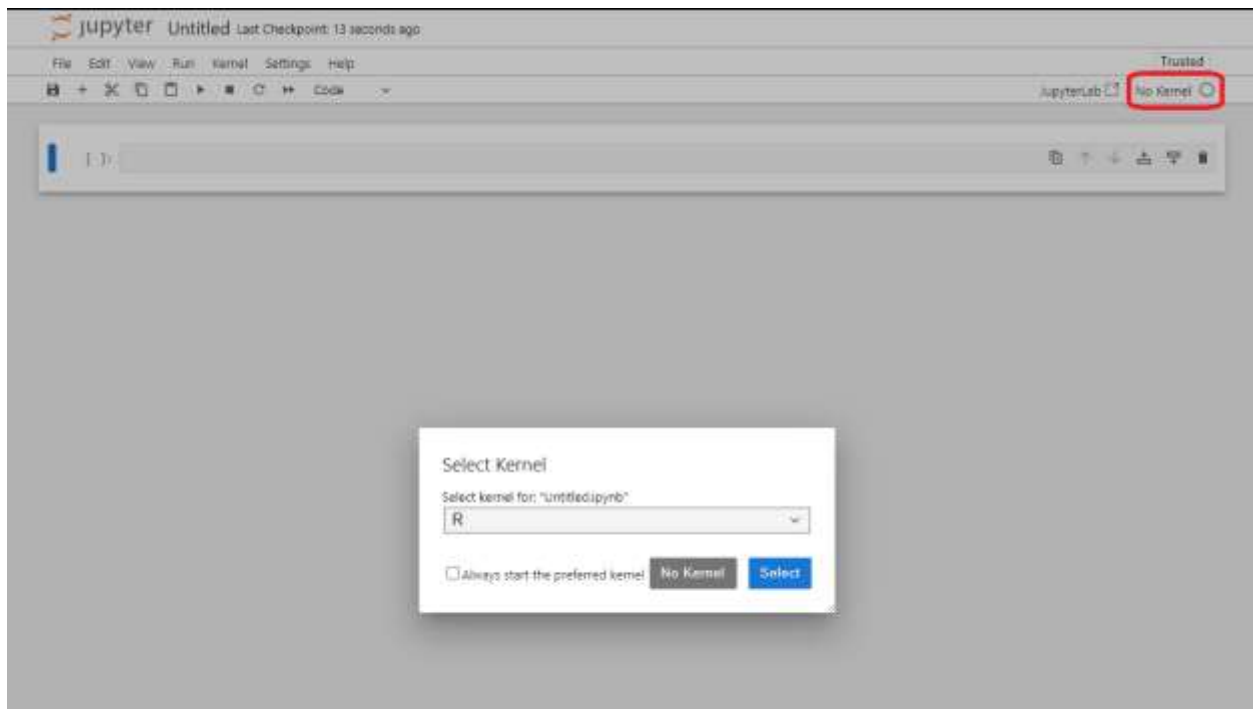 jupyter Untitled Last Checkpoint: 13 seconds ago
File Edit View Run Kernel Settings Help Trusted
Code JupyterLab No Kernel
[ ]:
Select Kernel
Select kernel for: "Untitled.ipynb"
R
Always start the preferred kernel No Kernel Select